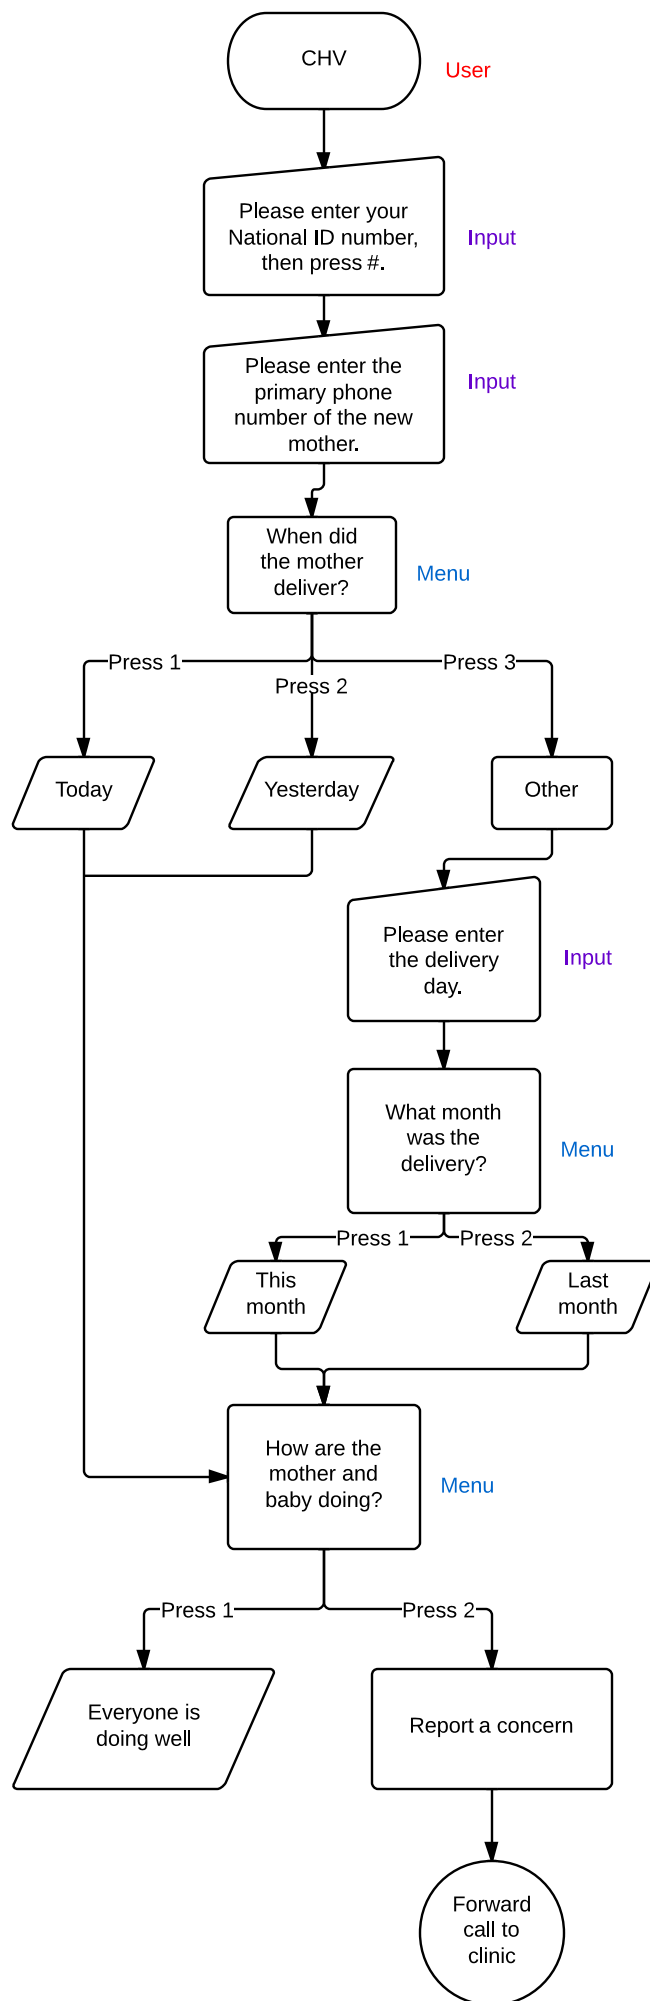 CHV
User
Please enter your
National ID number,
then press #.
Input
Please enter the
primary phone
number of the new
mother.
Input
When did
the mother
deliver?
Menu
Press 1
Press 2
Press 3
Today
Yesterday
Other
Please enter
the delivery
day.
Input
What month
was the
delivery?
Menu
Press 1
Press 2
This
month
Last
month
How are the
mother and
baby doing?
Menu
Press 1
Press 2
Everyone is
doing well
Report a concern
Forward
call to
clinic